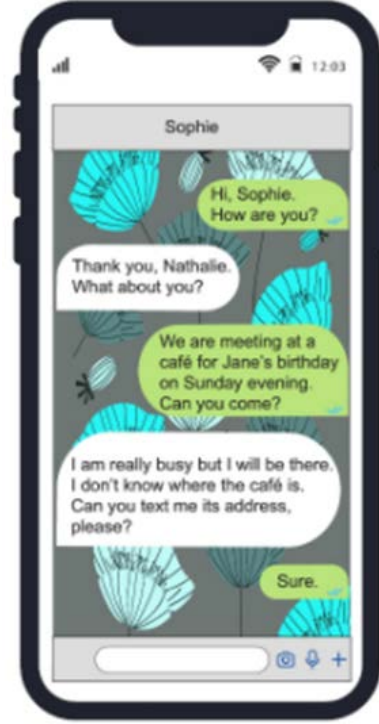 12:03
Sophie
Hi, Sophie.
How are you?
Thank you, Nathalie.
What about you?
We are meeting at a
café for Jane's birthday
on Sunday evening.
Can you come?
I am really busy but I will be there.
I don't know where the café is.
Can you text me its address,
please?
Sure.